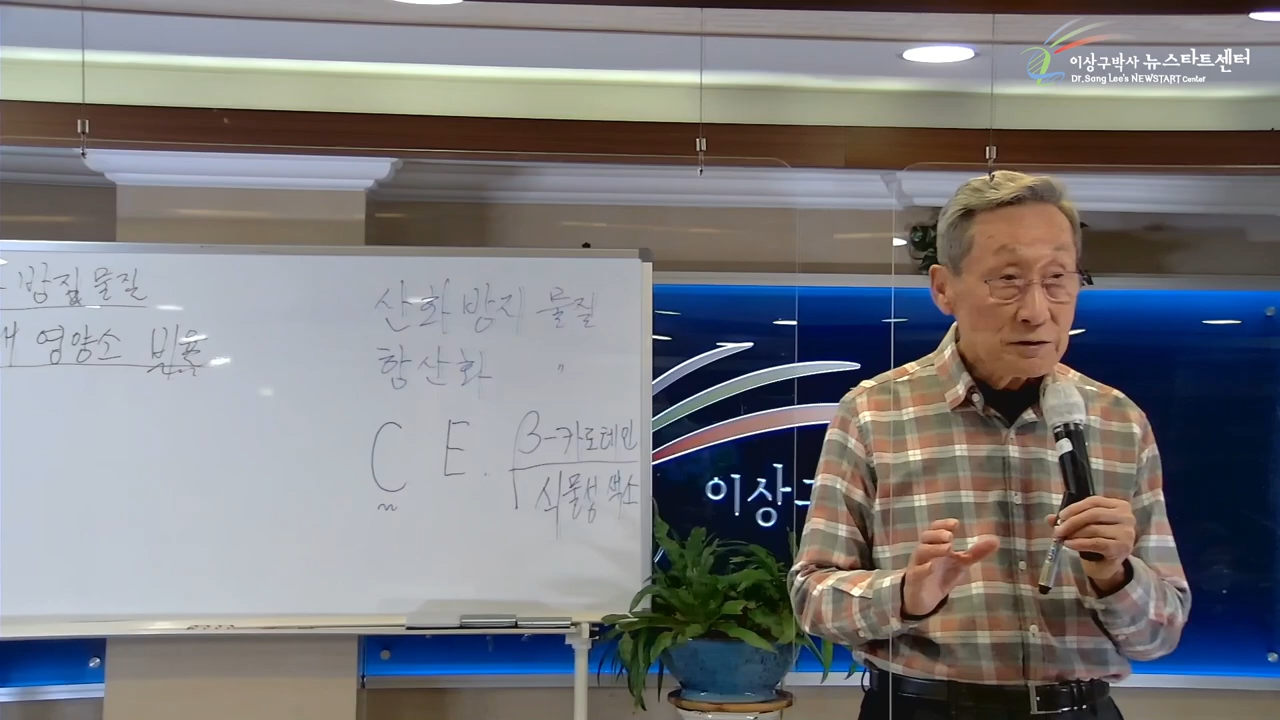 이상구박사 뉴스타트센터
Dr. Sang Lee's NEWSTART Center
방지 물질
영양소 비율
산화 방지 물질
항산화 〃
C E. β-카로테인
식물성 색소
이상구